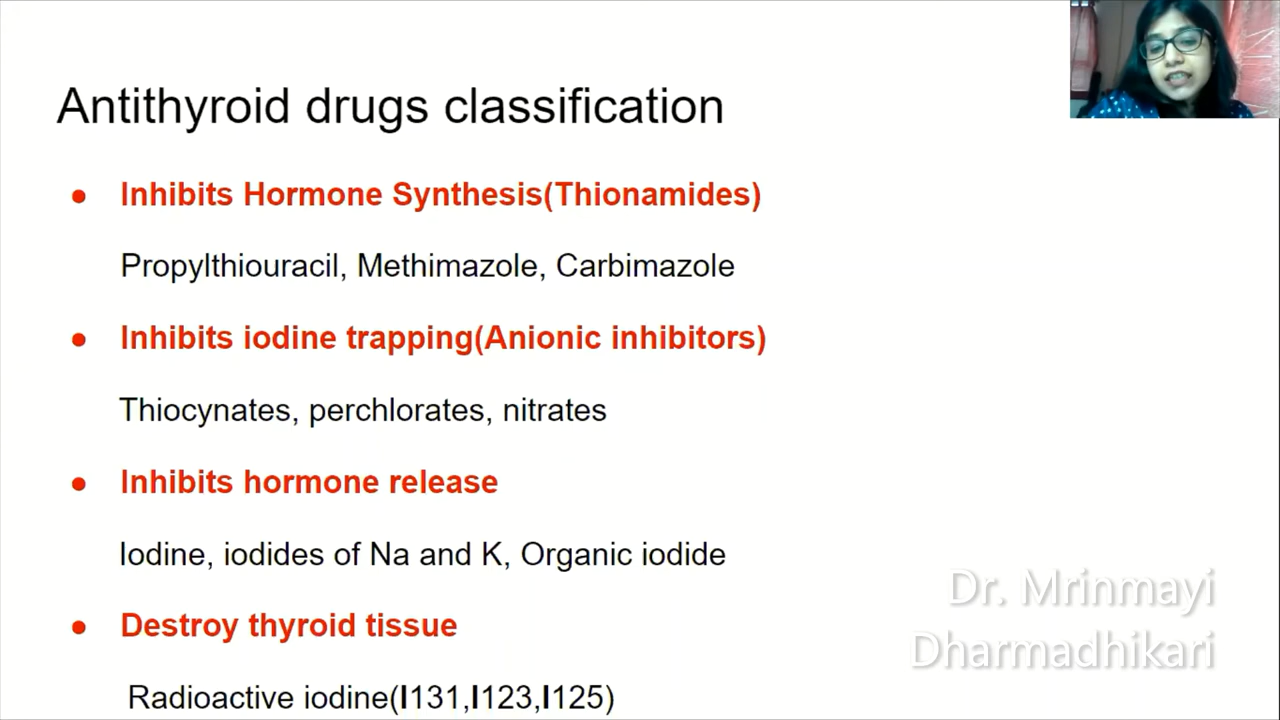 Antithyroid drugs classification
● Inhibits Hormone Synthesis(Thionamides)
Propylthiouracil, Methimazole, Carbimazole
● Inhibits iodine trapping(Anionic inhibitors)
Thiocynates, perchlorates, nitrates
● Inhibits hormone release
Iodine, iodides of Na and K, Organic iodide
● Destroy thyroid tissue
Radioactive iodine(I131,I123,I125)
Dr. Mrinmayi
Dharmadhikari